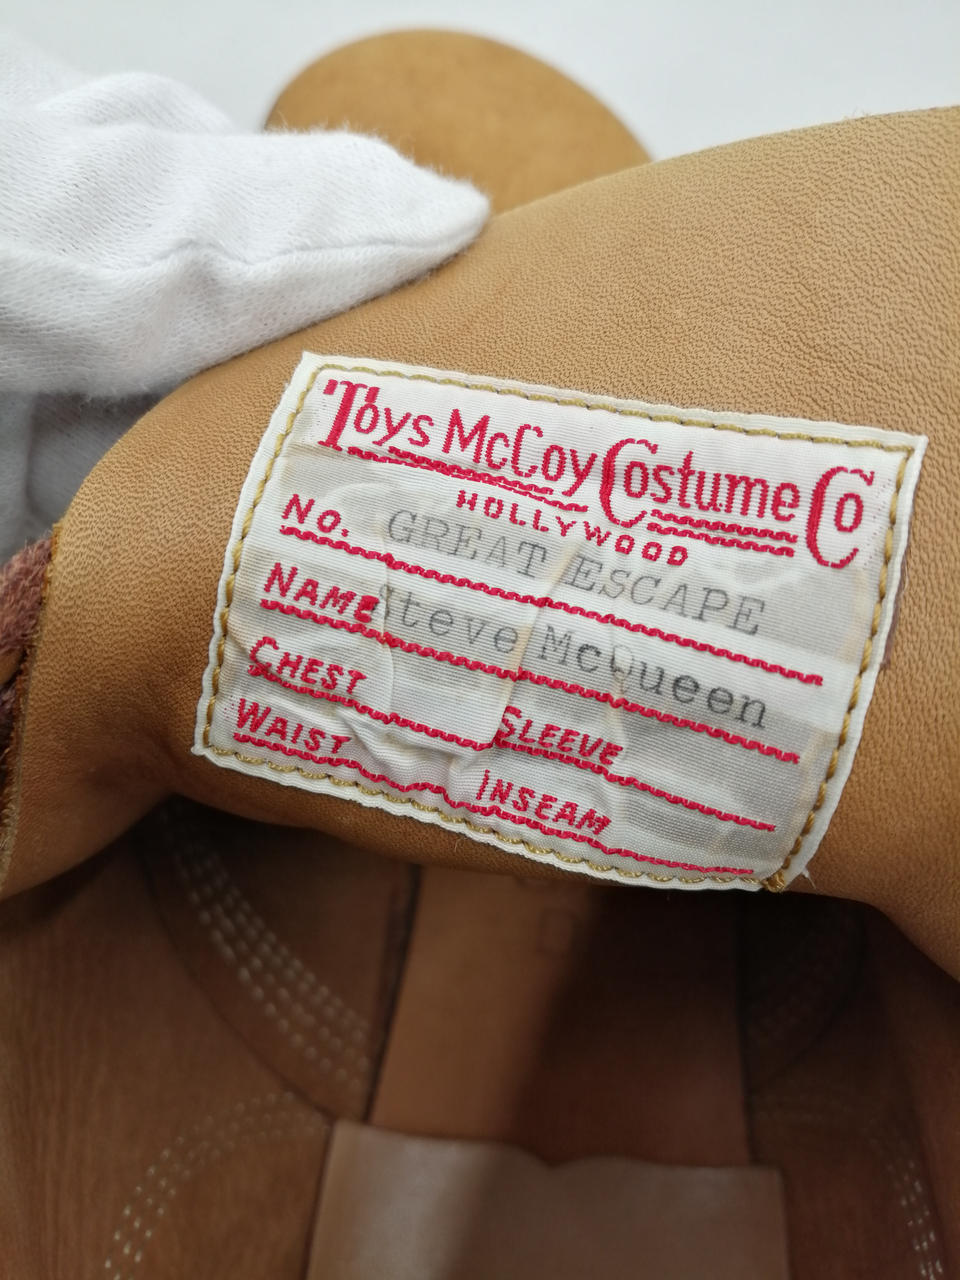 Toys McCoy Costume Co
HOLLYWOOD
NO. GREAT ESCAPE
NAME Steve McQueen
CHEST SLEEVE
WAIST INSEAM